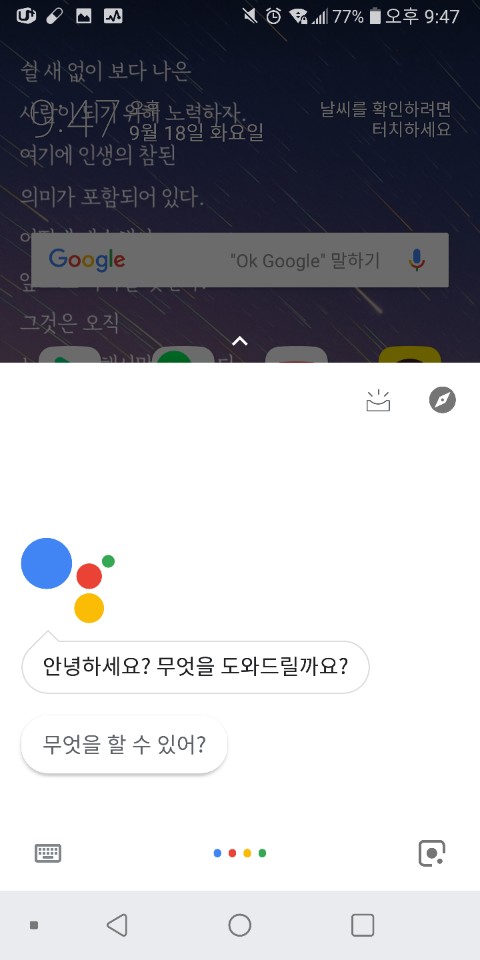 U+
77%
오후 9:47
쉴 새 없이 보다 나은
사람이 되기 위해 노력하자.
9:47
오후
9월 18일 화요일
날씨를 확인하려면
터치하세요
여기에 인생의 참된
의미가 포함되어 있다.
Google
"Ok Google" 말하기
그것은 오직
안녕하세요? 무엇을 도와드릴까요?
무엇을 할 수 있어?